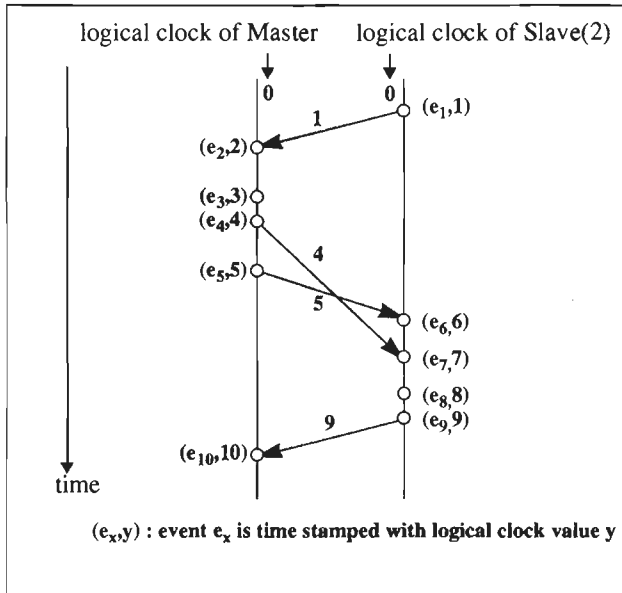 logical clock of Master logical clock of Slave(2)
0 0
(e1,1)
1
(e2,2)
(e3,3)
(e4,4)
4
(e5,5)
5
(e6,6)
(e7,7)
(e8,8)
9 (e9,9)
(e10,10)
time
(ex,y) : event ex is time stamped with logical clock value y